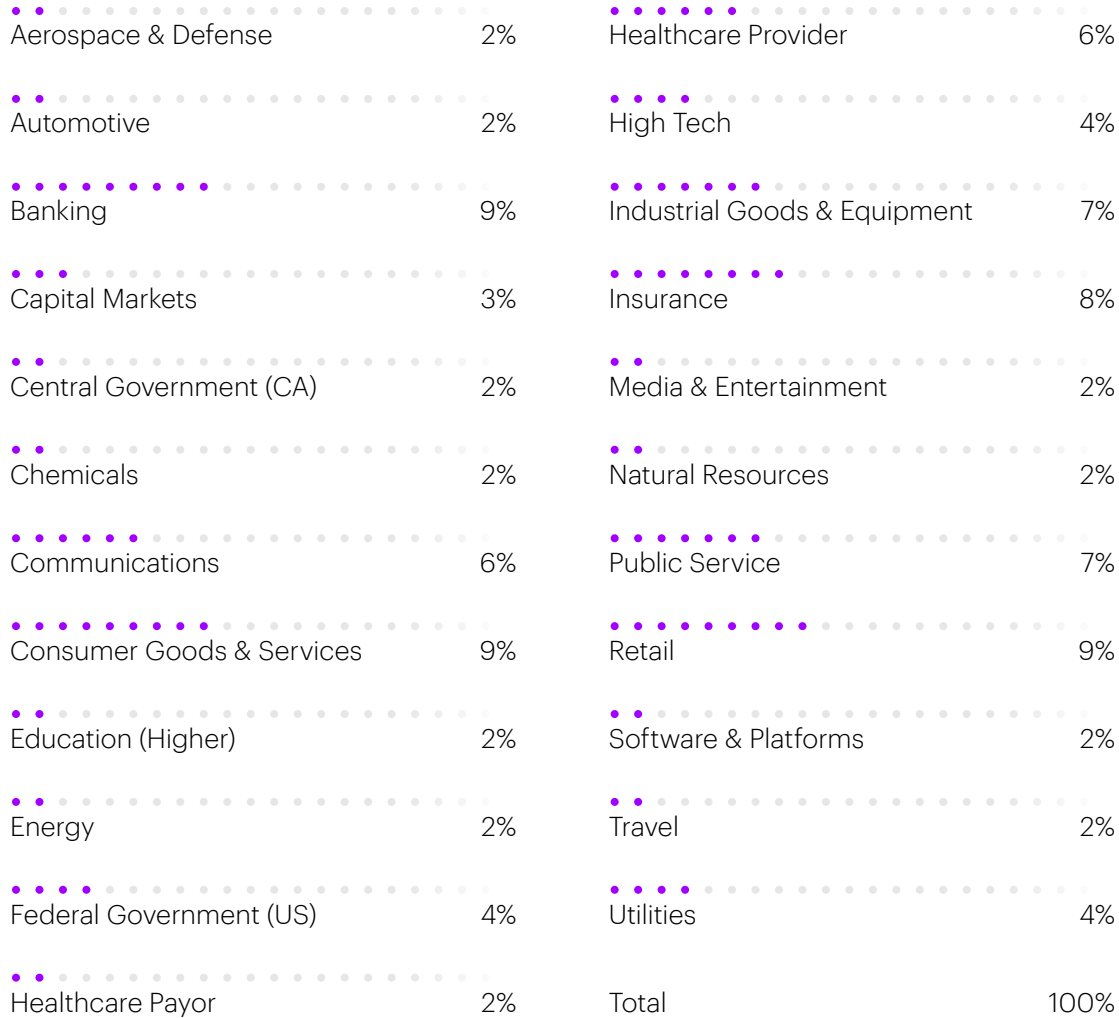 Aerospace & Defense 2%
Automotive 2%
Banking 9%
Capital Markets 3%
Central Government (CA) 2%
Chemicals 2%
Communications 6%
Consumer Goods & Services 9%
Education (Higher) 2%
Energy 2%
Federal Government (US) 4%
Healthcare Payor 2%
Healthcare Provider 6%
High Tech 4%
Industrial Goods & Equipment 7%
Insurance 8%
Media & Entertainment 2%
Natural Resources 2%
Public Service 7%
Retail 9%
Software & Platforms 2%
Travel 2%
Utilities 4%
Total 100%